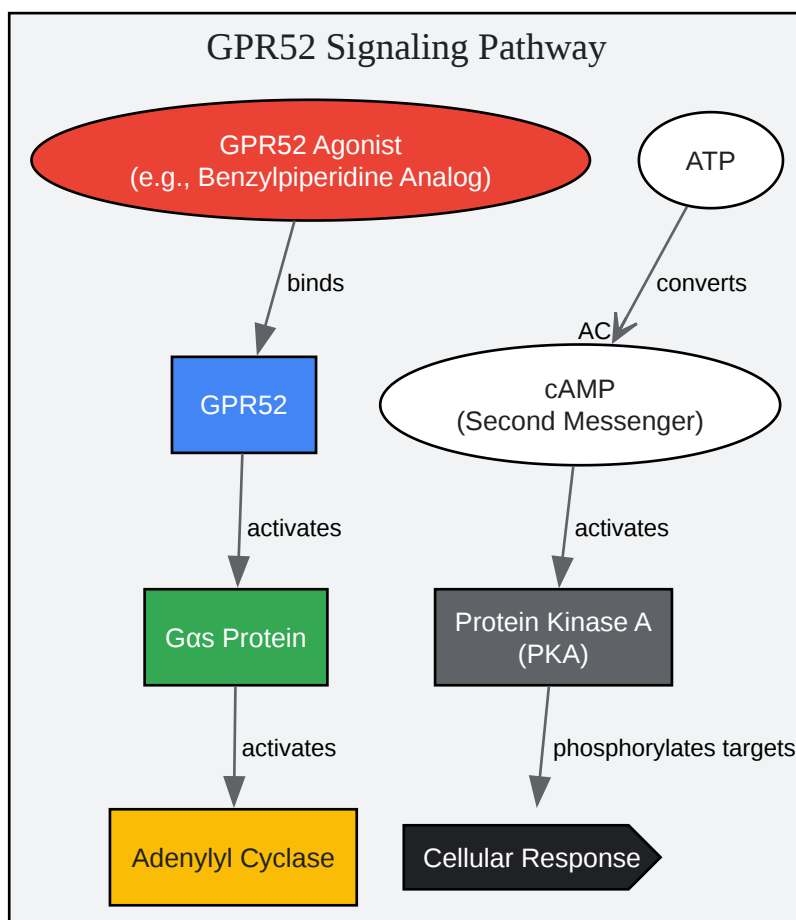 GPR52 Signaling Pathway
GPR52 Agonist
(e.g., Benzylpiperidine Analog)
ATP
binds
converts
AC
GPR52
cAMP
(Second Messenger)
activates
activates
Gαs Protein
Protein Kinase A
(PKA)
activates
phosphorylates targets
Adenylyl Cyclase
Cellular Response